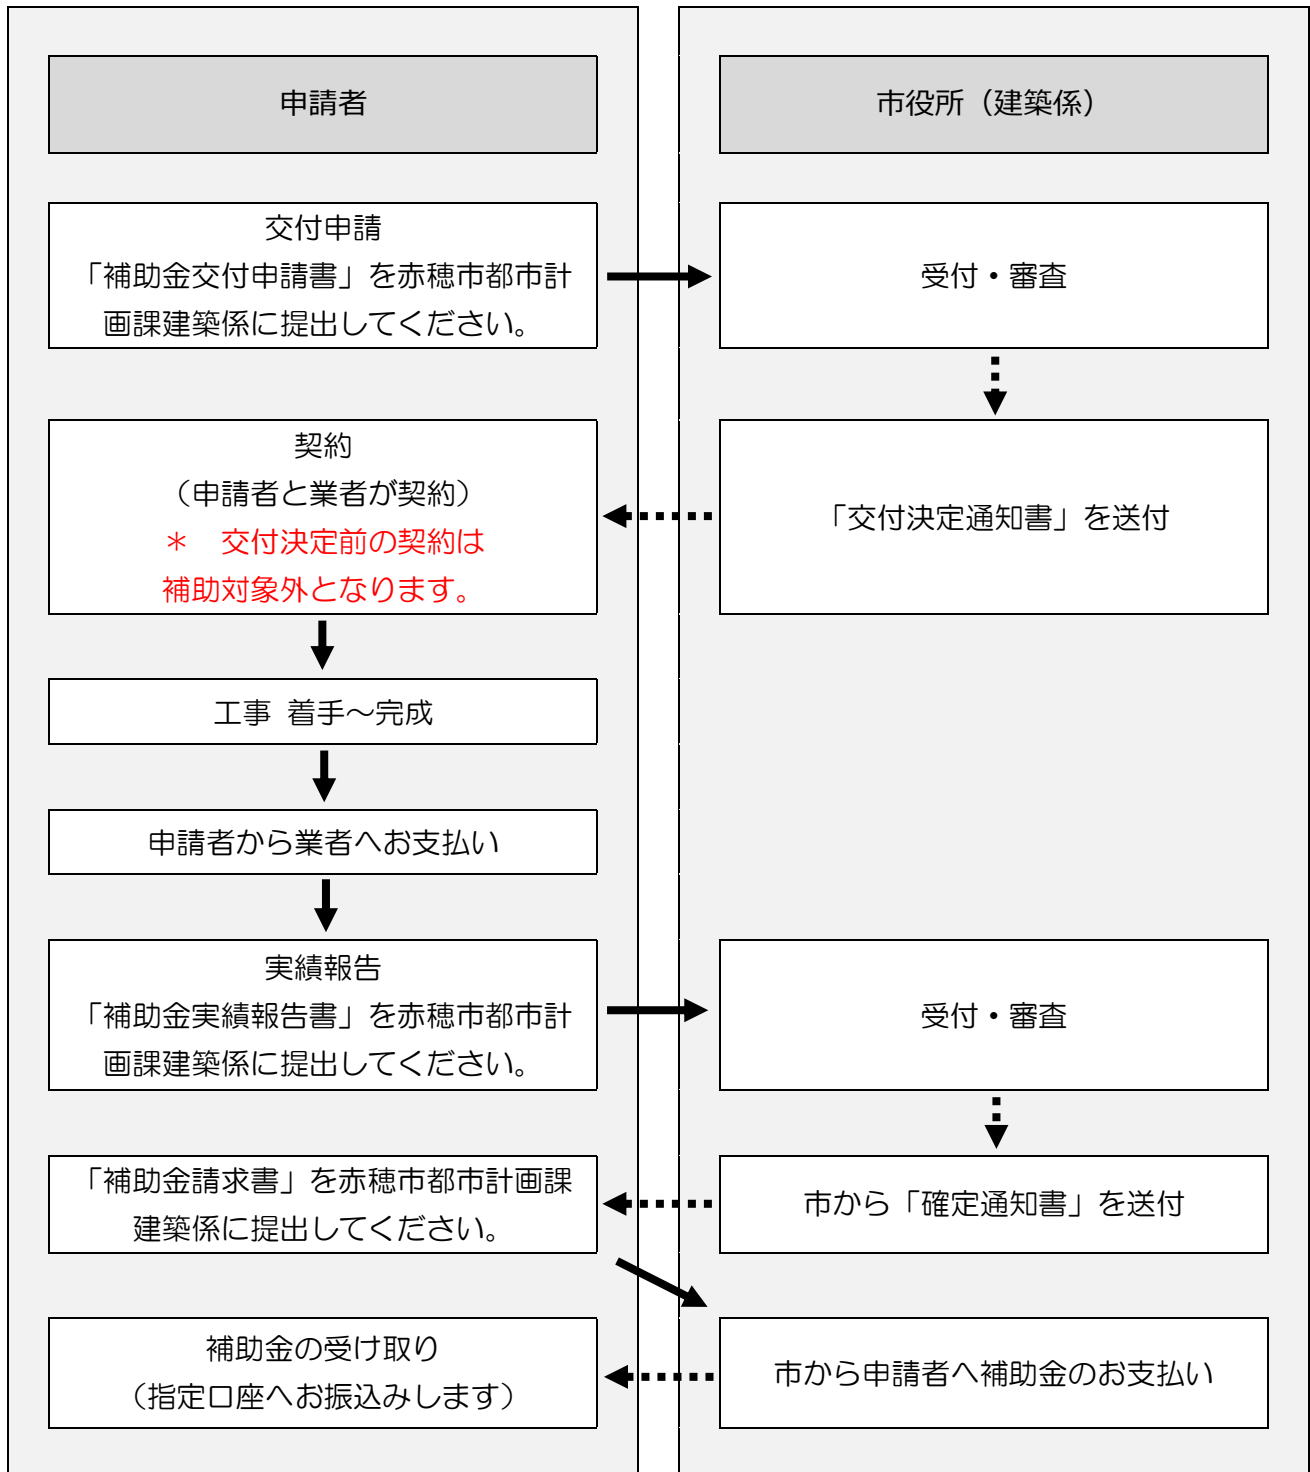 申請者
市役所（建築係）
交付申請
「補助金交付申請書」を赤穂市都市計
画課建築係に提出してください。
受付・審査
契約
（申請者と業者が契約）
＊　交付決定前の契約は
補助対象外となります。
「交付決定通知書」を送付
工事 着手～完成
申請者から業者へお支払い
実績報告
「補助金実績報告書」を赤穂市都市計
画課建築係に提出してください。
受付・審査
「補助金請求書」を赤穂市都市計画課
建築係に提出してください。
市から「確定通知書」を送付
補助金の受け取り
（指定口座へお振込みします）
市から申請者へ補助金のお支払い